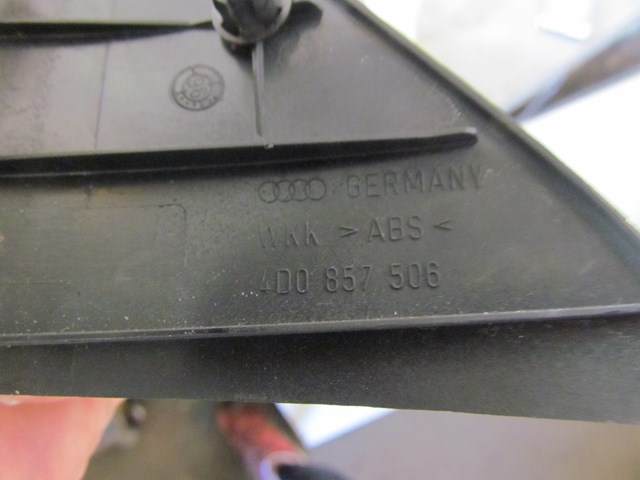 GERMANY
WKK > ABS <
4D0 857 506